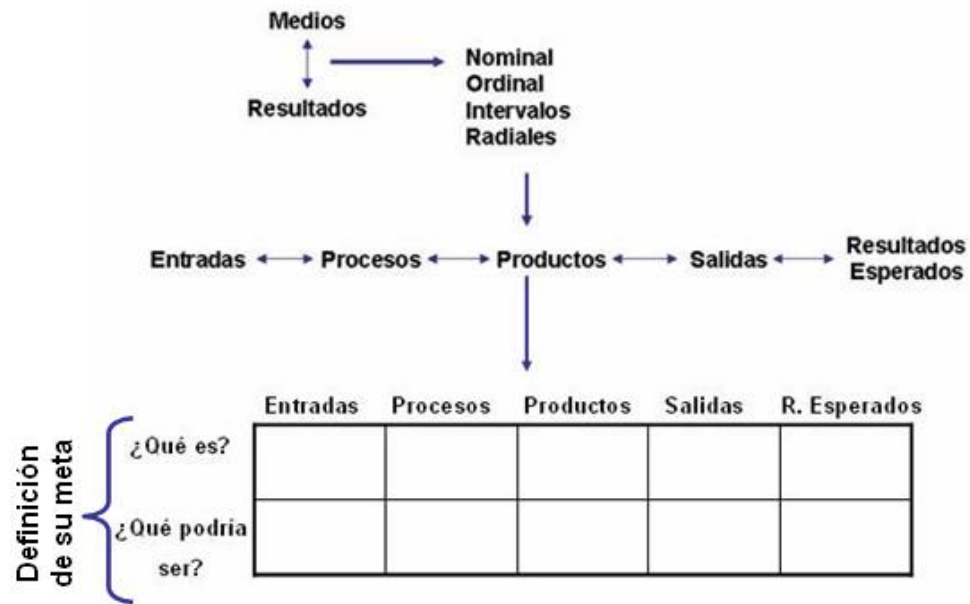 Medios
Resultados
Nominal
Ordinal
Intervalos
Radiales
Entradas
Procesos
Productos
Salidas
Resultados
Esperados
Entradas Procesos Productos Salidas R. Esperados
Definición
de su meta
¿Qué es?
¿Qué podría
ser?